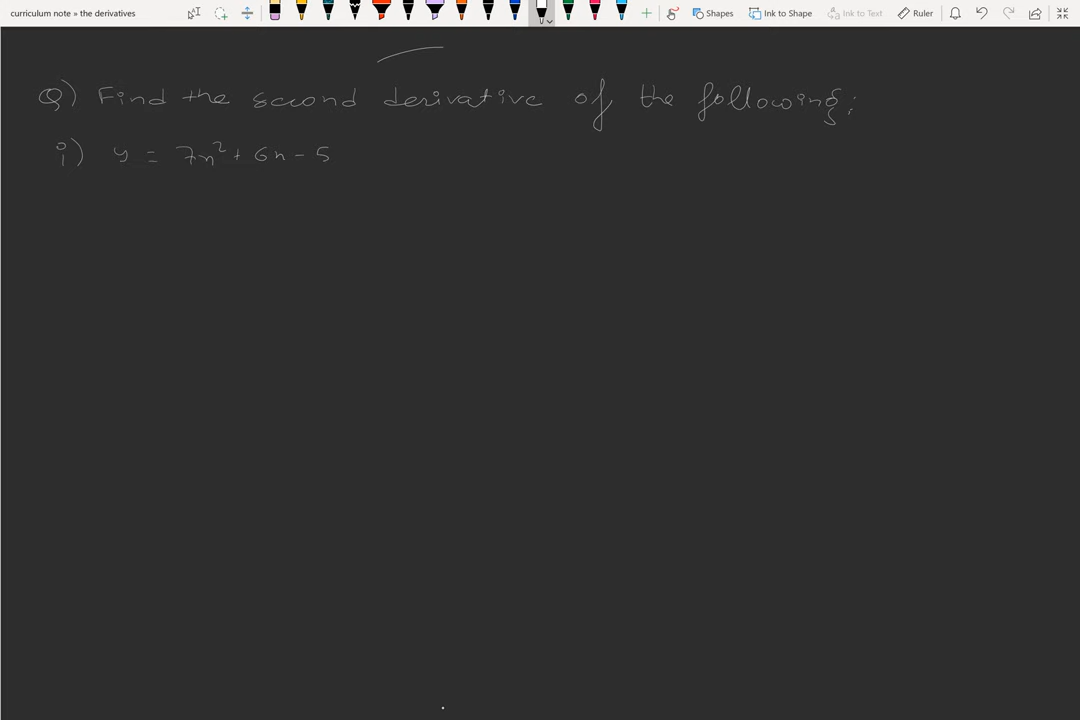 curriculum note » the derivatives
Shapes Ink to Shape Ink to Text Ruler
Q) Find the second derivative of the following;
i) y = 7x² + 6x - 5